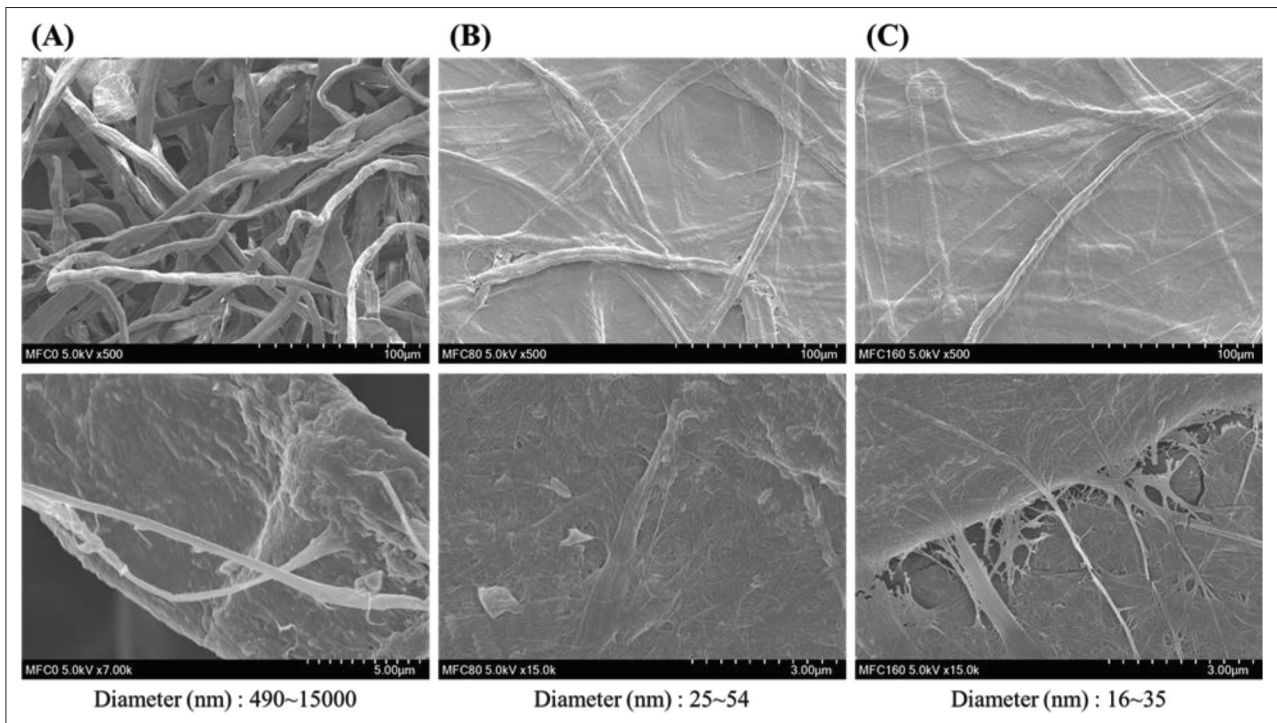 (A)
(B)
(C)
MFC0 5.0kV x500 100µm
MFC80 5.0kV x500 100µm
MFC160 5.0kV x500 100µm
MFC0 5.0kV x7.00k 5.00µm
MFC80 5.0kV x15.0k 3.00µm
MFC160 5.0kV x15.0k 3.00µm
Diameter (nm) : 490~15000
Diameter (nm) : 25~54
Diameter (nm) : 16~35